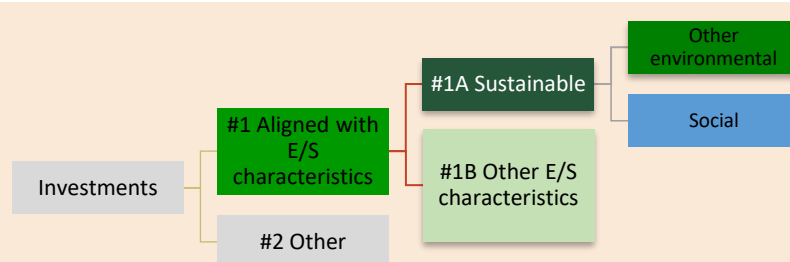 Investments
#1 Aligned with
E/S
characteristics
#2 Other
#1A Sustainable
#1B Other E/S
characteristics
Other
environmental
Social